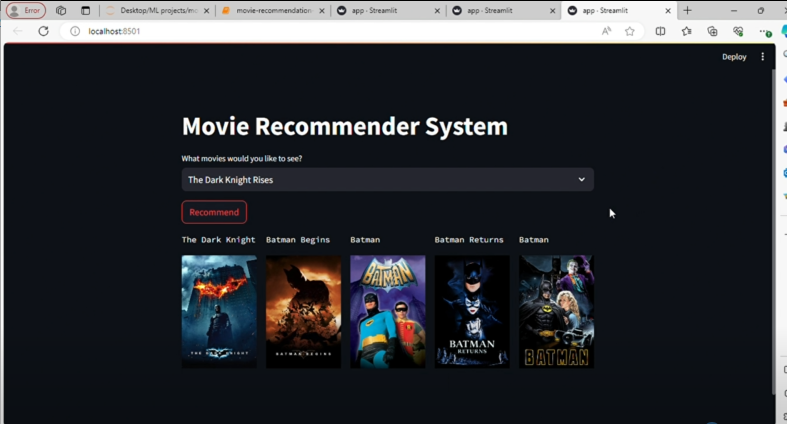 Error
Desktop/ML projects/mo
movie-recommendation
app - Streamlit
app - Streamlit
app - Streamlit
localhost:8501
Deploy
Movie Recommender System
What movies would you like to see?
The Dark Knight Rises
Recommend
The Dark Knight
Batman Begins
Batman
Batman Returns
Batman
THE DARK KNIGHT
BATMAN BEGINS
BATMAN
BATMAN
RETURNS
BATMAN